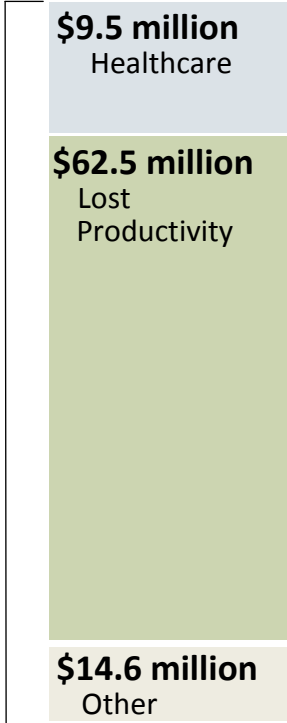 $9.5 million
Healthcare
$62.5 million
Lost
Productivity
$14.6 million
Other